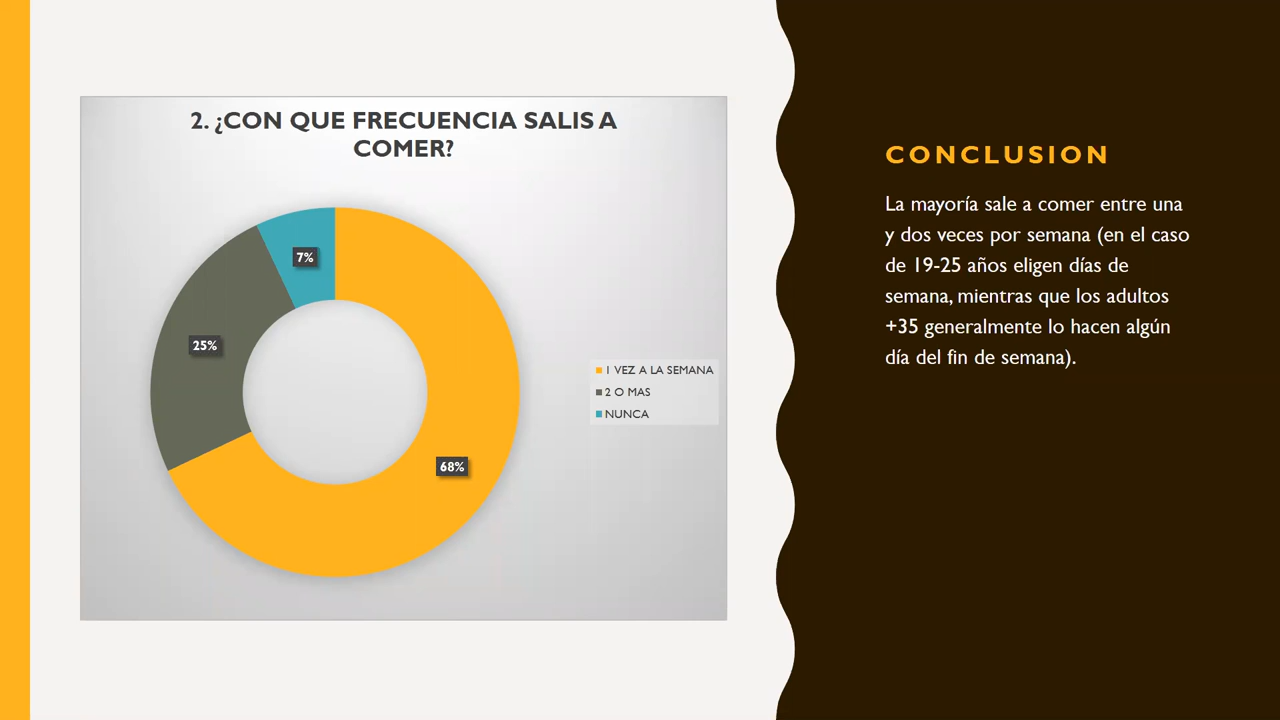 2. ¿CON QUE FRECUENCIA SALIS A
COMER?
7%
25%
68%
1 VEZ A LA SEMANA
2 O MAS
NUNCA
CONCLUSION
La mayoría sale a comer entre una
y dos veces por semana (en el caso
de 19-25 años eligen días de
semana, mientras que los adultos
+35 generalmente lo hacen algún
día del fin de semana).